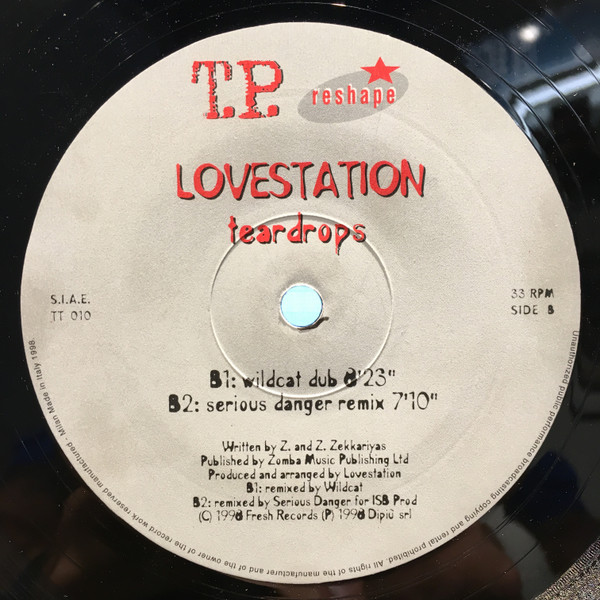 T.P.
reshape
LOVESTATION
teardrops
S.I.A.E.
TT 010
33 RPM
SIDE B
B1: wildcat dub 8'23"
B2: serious danger remix 7'10"
Written by Z. and Z. Zekkariyas
Published by Zomba Music Publishing Ltd
Produced and arranged by Lovestation
B1: remixed by Wildcat
B2: remixed by Serious Danger for ISB Prod
(C) 1998 Fresh Records (P) 1998 Dipiù srl
Unauthorized public performance broadcasting copying and rental prohibited. All rights of the manufacturer and of the owner of the record work reserved manufactured - Milan Made in Italy 1998.